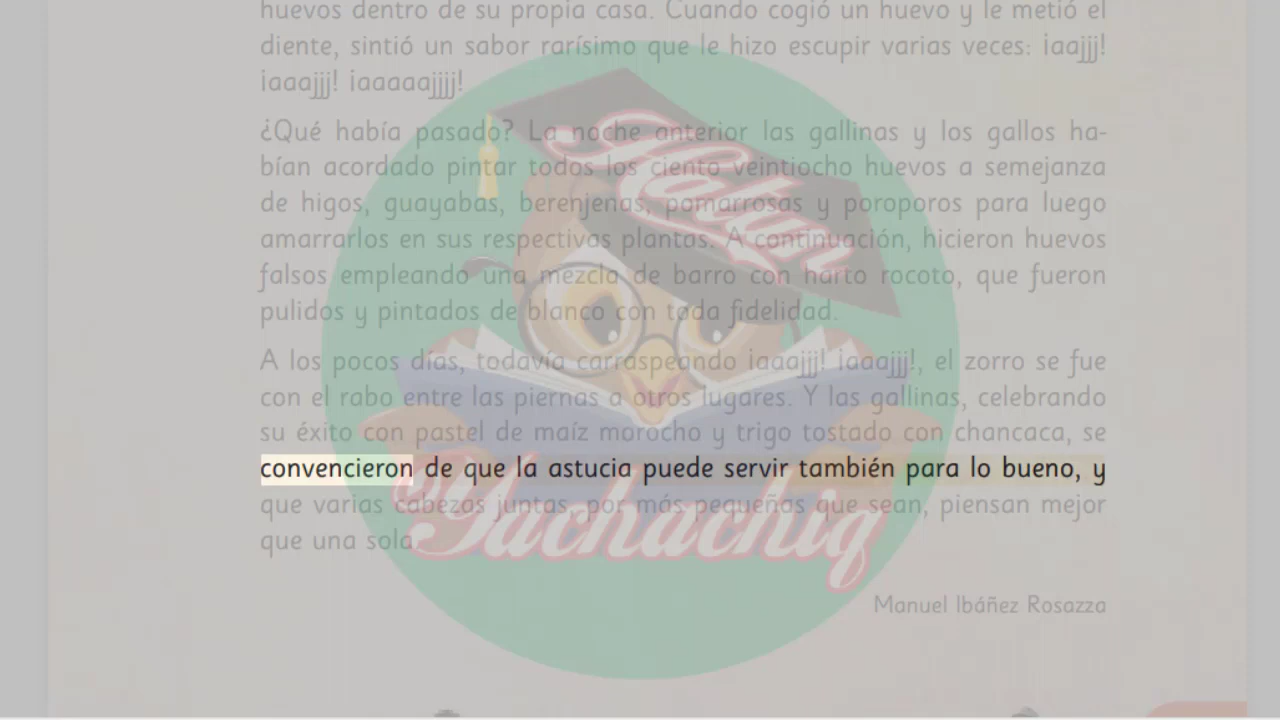 huevos dentro de su propia casa. Cuando cogió un huevo y le metió el
diente, sintió un sabor rarísimo que le hizo escupir varias veces: ¡aajjj!
¡aaajjj! ¡aaaaajjjj!
¿Qué había pasado? La noche anterior las gallinas y los gallos ha-
bían acordado pintar todos los ciento veintiocho huevos a semejanza
de higos, guayabas, berenjenas, pomarrosas y poroporos para luego
amarrarlos en sus respectivas plantas. A continuación, hicieron huevos
falsos empleando una mezcla de barro con harto rocoto, que fueron
pulidos y pintados de blanco con toda fidelidad.
A los pocos días, todavía carraspeando ¡aaajjj! ¡aaajjj!, el zorro se fue
con el rabo entre las piernas a otros lugares. Y las gallinas, celebrando
su éxito con pastel de maíz morocho y trigo tostado con chancaca, se
convencieron de que la astucia puede servir también para lo bueno, y
que varias cabezas juntas, por más pequeñas que sean, piensan mejor
que una sola.
Manuel Ibáñez Rosazza
Hatun
Yachachiq